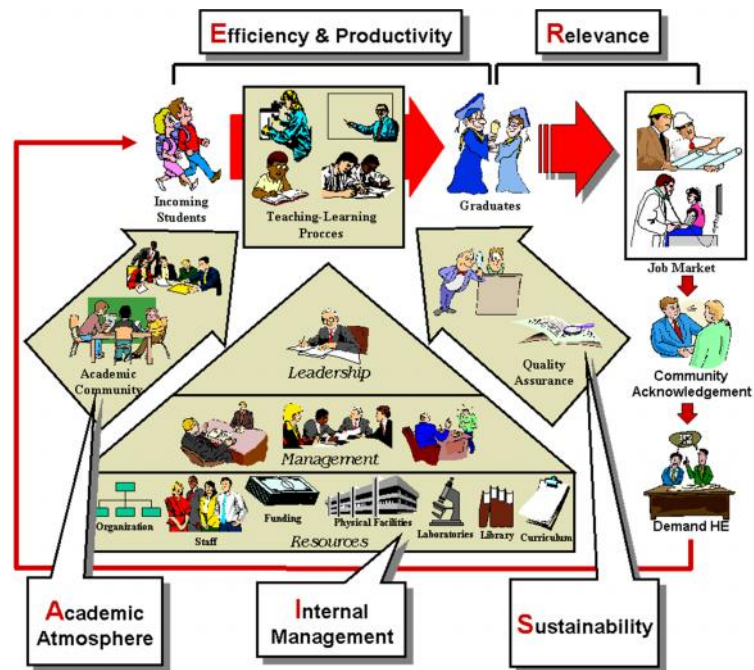 Efficiency & Productivity
Relevance
Incoming
Students
Teaching-Learning
Procces
Graduates
Job Market
Academic
Community
Leadership
Quality
Assurance
Community
Acknowledgement
Management
Organization
Staff
Funding
Physical Facilities
Laboratories
Library
Curriculum
Resources
Demand HE
Academic
Atmosphere
Internal
Management
Sustainability